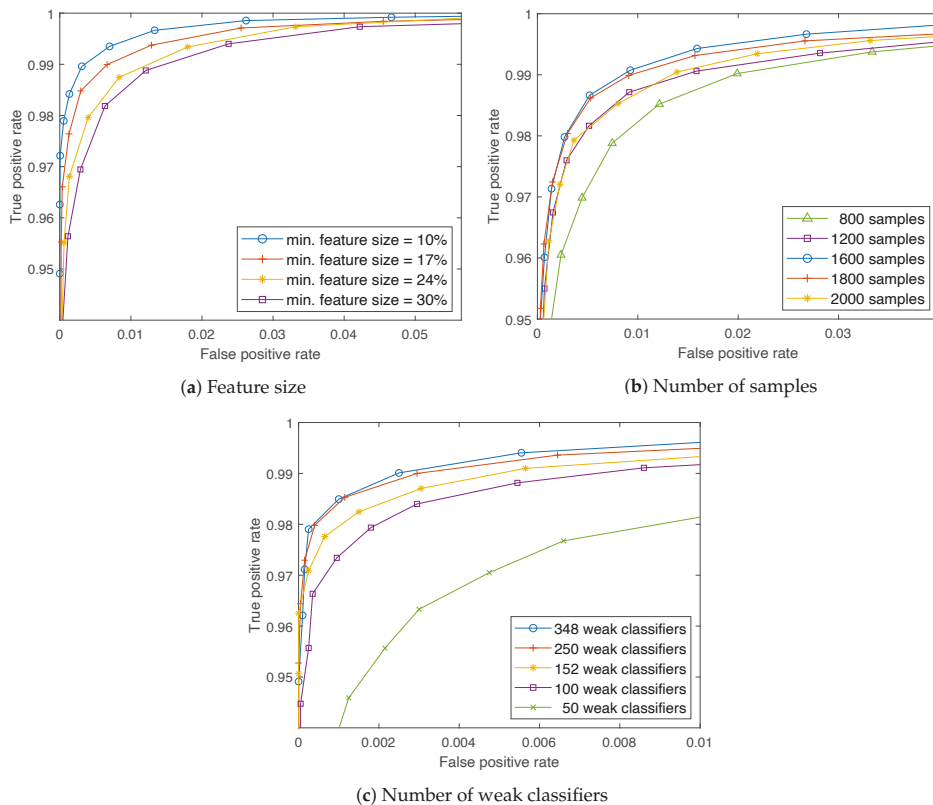 1
0.99
0.98
0.97
0.96
0.95
True positive rate
0
0.01
0.02
0.03
0.04
0.05
False positive rate
min. feature size = 10%
min. feature size = 17%
min. feature size = 24%
min. feature size = 30%
(a) Feature size
1
0.99
0.98
0.97
0.96
0.95
True positive rate
0
0.01
0.02
0.03
False positive rate
800 samples
1200 samples
1600 samples
1800 samples
2000 samples
(b) Number of samples
1
0.99
0.98
0.97
0.96
0.95
True positive rate
0
0.002
0.004
0.006
0.008
0.01
False positive rate
348 weak classifiers
250 weak classifiers
152 weak classifiers
100 weak classifiers
50 weak classifiers
(c) Number of weak classifiers